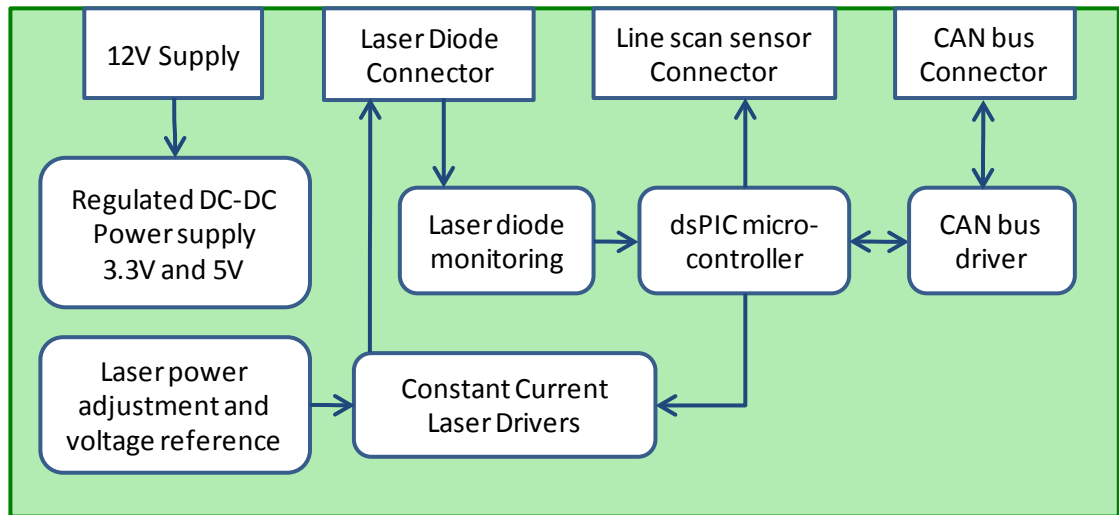 12V Supply
Laser Diode
Connector
Line scan sensor
Connector
CAN bus
Connector
Regulated DC-DC
Power supply
3.3V and 5V
Laser diode
monitoring
dsPIC micro-
controller
CAN bus
driver
Laser power
adjustment and
voltage reference
Constant Current
Laser Drivers